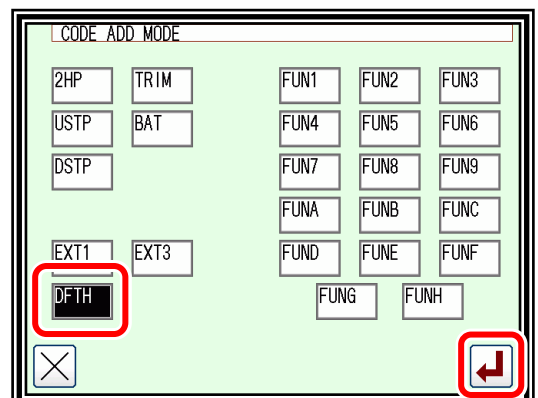 CODE ADD MODE
2HP TRIM FUN1 FUN2 FUN3
USTP BAT FUN4 FUN5 FUN6
DSTP FUN7 FUN8 FUN9
FUNA FUNB FUNC
EXT1 EXT3 FUND FUNE FUNF
DFTH FUNG FUNH